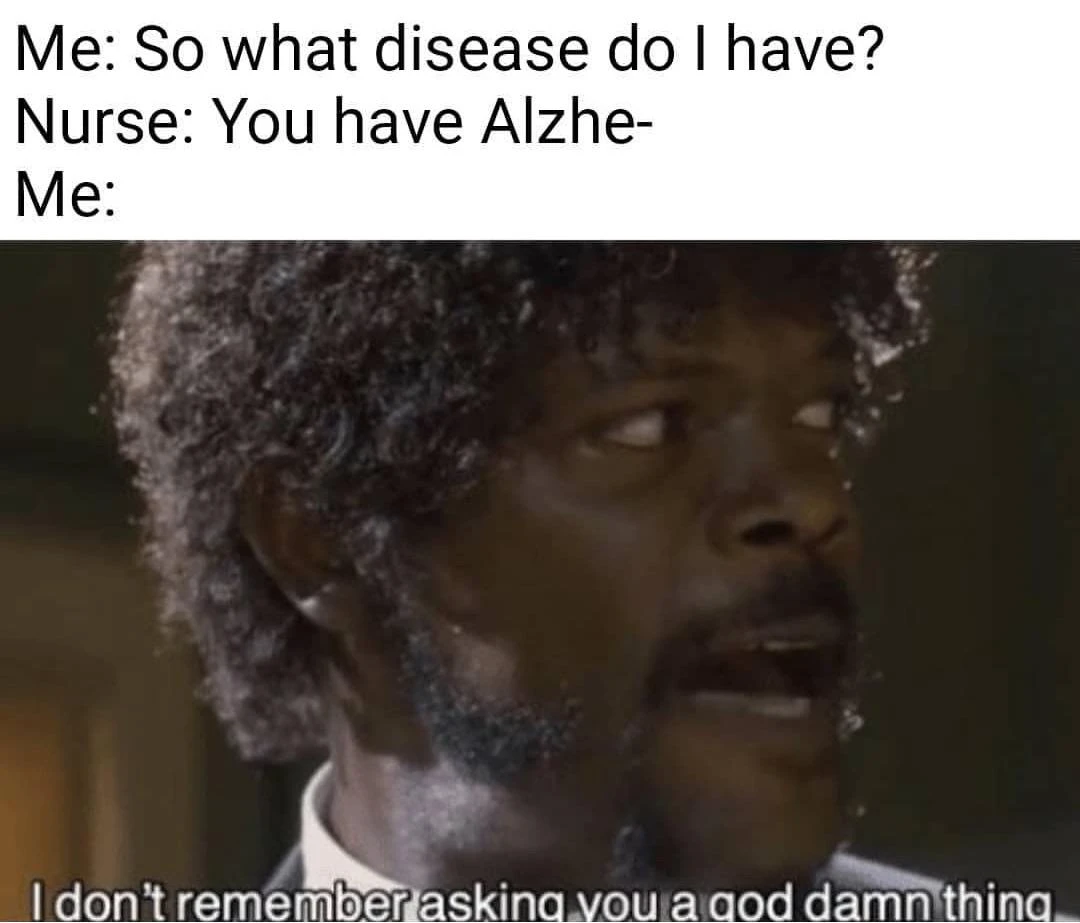 Me: So what disease do I have?
Nurse: You have Alzhe-
Me:
I don't remember asking you a god damn thing